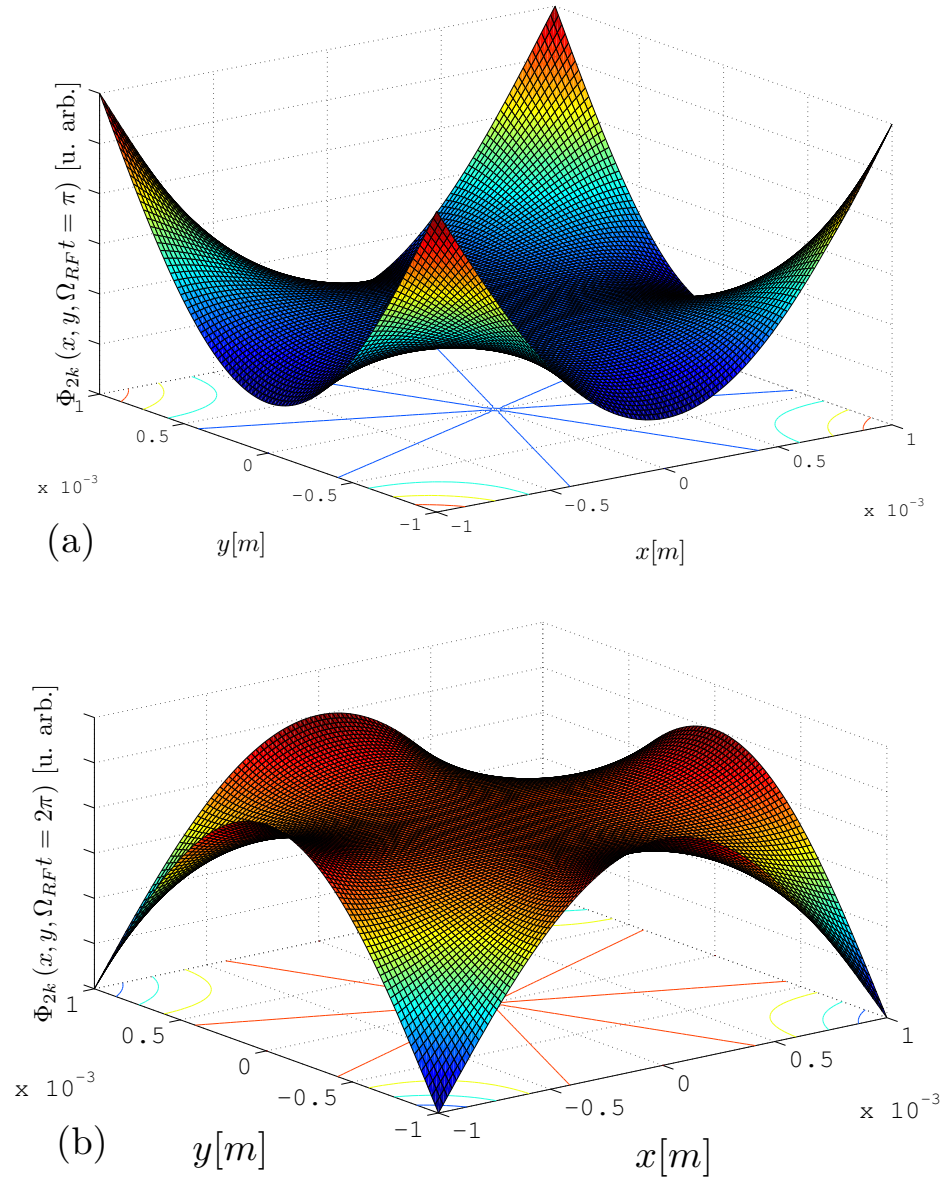 Φ₂ₖ(x, y, Ω_RF t = π) [u. arb.]
1
0.5
0
−0.5
−1
x 10⁻³
y[m]
−1
−0.5
0
0.5
1
x 10⁻³
x[m]
(a)
Φ₂ₖ(x, y, Ω_RF t = 2π) [u. arb.]
1
0.5
0
−0.5
−1
x 10⁻³
y[m]
−1
−0.5
0
0.5
1
x 10⁻³
x[m]
(b)